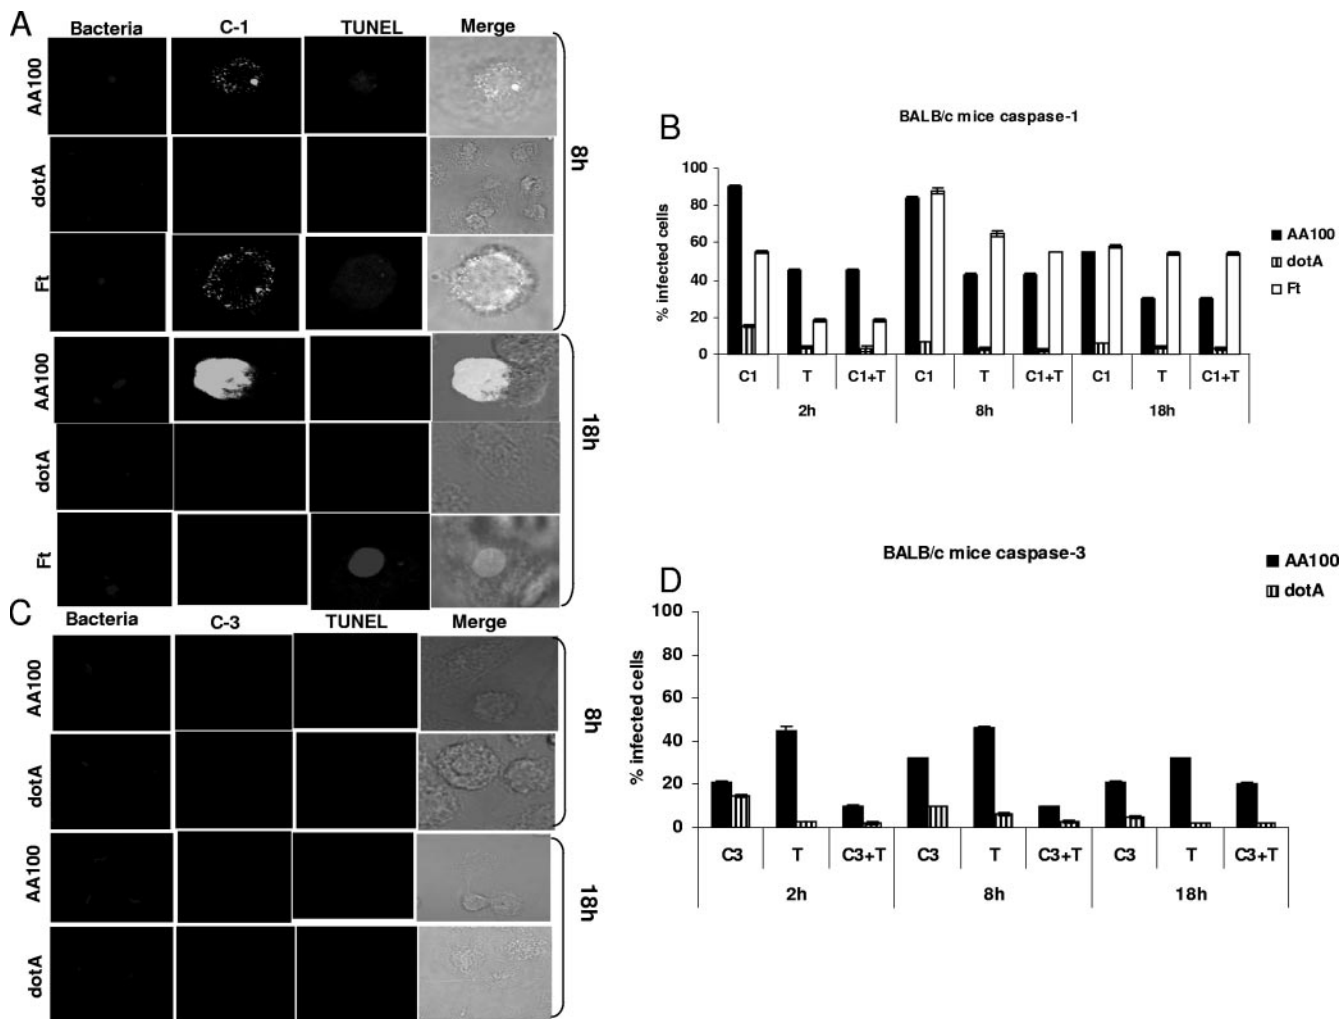 A
Bacteria C-1 TUNEL Merge
AA100
dotA
Ft
8h
AA100
dotA
Ft
18h
B
BALB/c mice caspase-1
% infected cells
100
80
60
40
20
0
C1 T C1+T C1 T C1+T C1 T C1+T
2h 8h 18h
AA100
dotA
Ft
C
Bacteria C-3 TUNEL Merge
AA100
dotA
8h
AA100
dotA
18h
D
BALB/c mice caspase-3
% infected cells
100
80
60
40
20
0
C3 T C3+T C3 T C3+T C3 T C3+T
2h 8h 18h
AA100
dotA